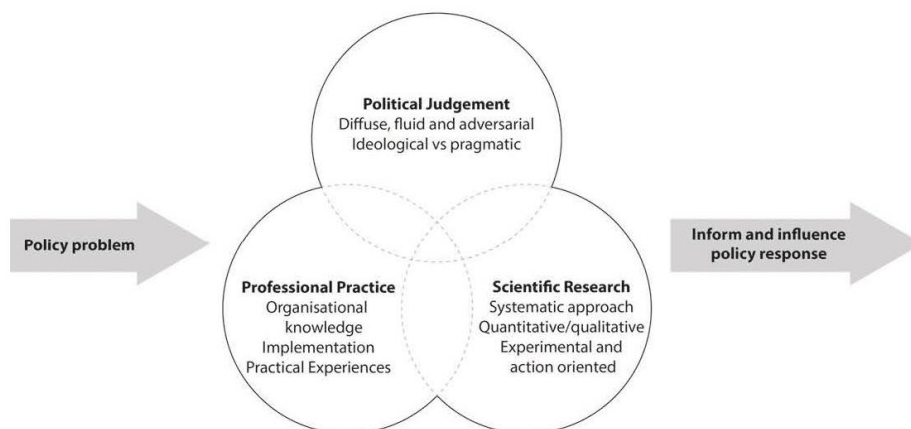 Political Judgement
Diffuse, fluid and adversarial
Ideological vs pragmatic
Policy problem
Professional Practice
Organisational
knowledge
Implementation
Practical Experiences
Scientific Research
Systematic approach
Quantitative/qualitative
Experimental and
action oriented
Inform and influence
policy response